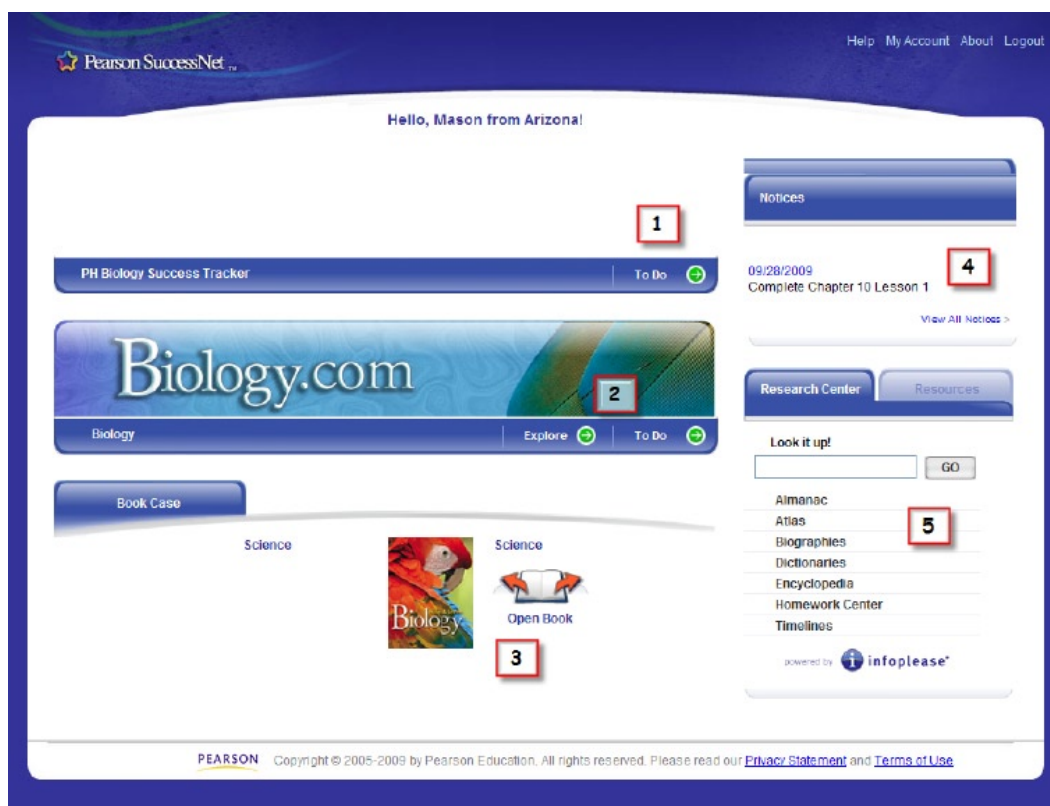 Help My Account About Logout
Pearson SuccessNet ™
Hello, Mason from Arizona!
Notices
1
PH Biology Success Tracker To Do
09/28/2009
Complete Chapter 10 Lesson 1
4
View All Notices >
Biology.com
2
Biology Explore To Do
Research Center Resources
Look it up!
GO
Almanac
Atlas
Biographies
Dictionaries
Encyclopedia
Homework Center
Timelines
5
powered by infoplease®
Book Case
Science
Science
Biology
Open Book
3
PEARSON Copyright © 2005-2009 by Pearson Education. All rights reserved. Please read our Privacy Statement and Terms of Use